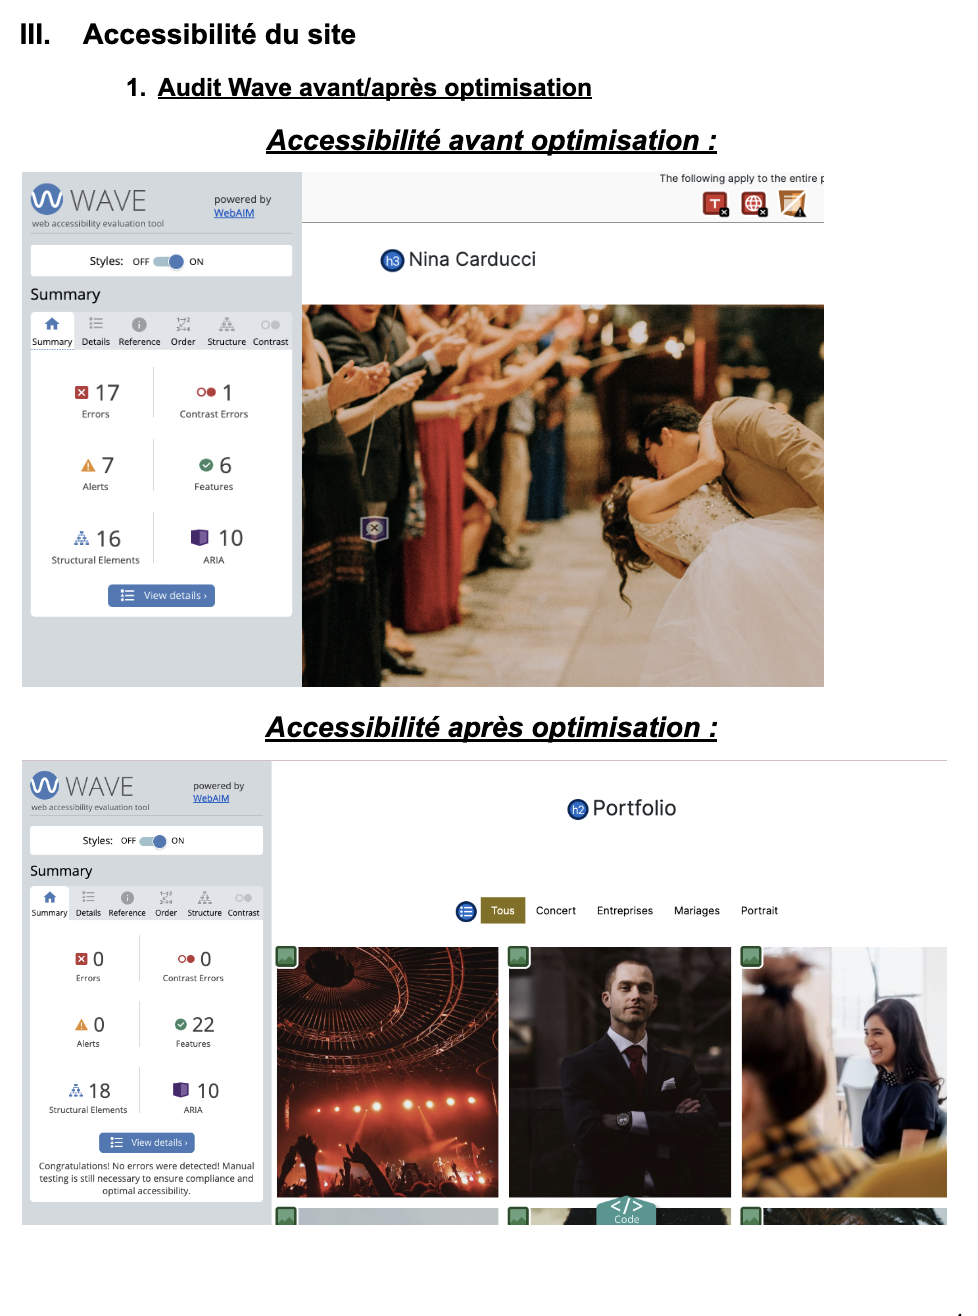 III. Accessibilité du site
1. Audit Wave avant/après optimisation
Accessibilité avant optimisation :
WAVE
web accessibility evaluation tool
powered by
WebAIM
Styles: OFF ON
Summary
Summary Details Reference Order Structure Contrast
17
Errors
1
Contrast Errors
7
Alerts
6
Features
16
Structural Elements
10
ARIA
View details ›
The following apply to the entire p
T
h3 Nina Carducci
Accessibilité après optimisation :
WAVE
web accessibility evaluation tool
powered by
WebAIM
Styles: OFF ON
Summary
Summary Details Reference Order Structure Contrast
0
Errors
0
Contrast Errors
0
Alerts
22
Features
18
Structural Elements
10
ARIA
View details ›
Congratulations! No errors were detected! Manual
testing is still necessary to ensure compliance and
optimal accessibility.
h2 Portfolio
Tous Concert Entreprises Mariages Portrait
</>
Code